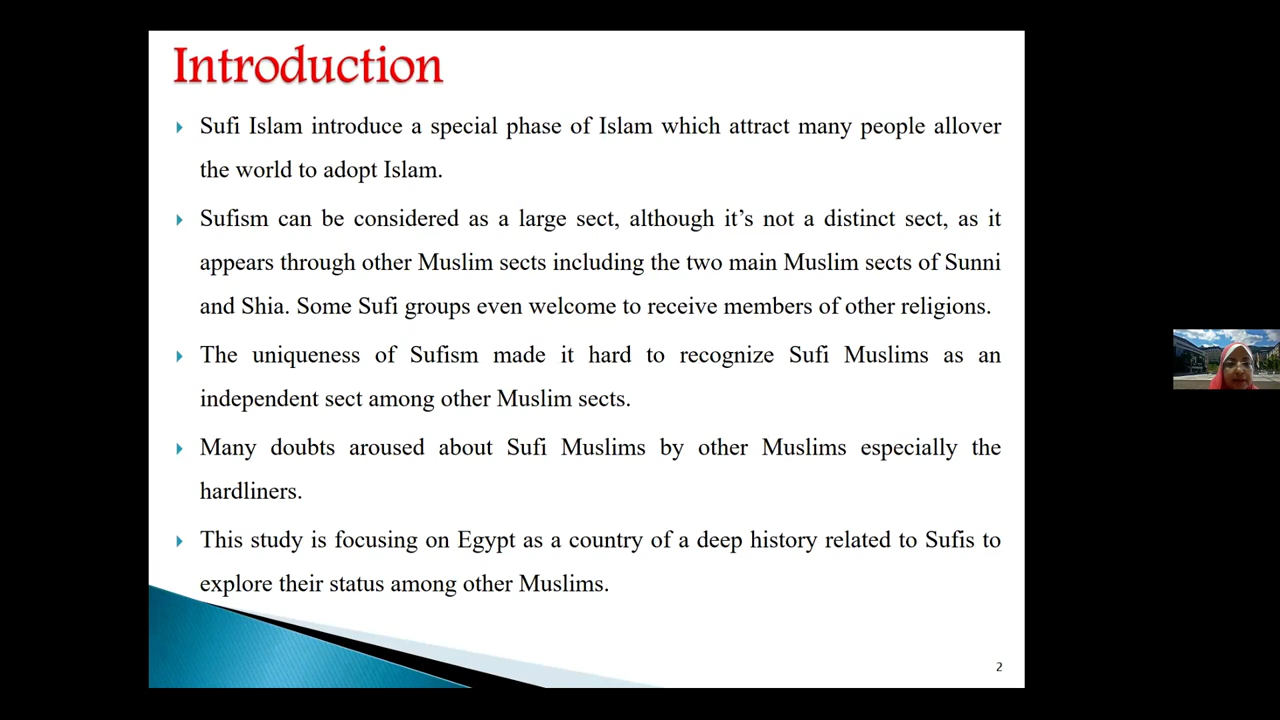 Introduction
Sufi Islam introduce a special phase of Islam which attract many people allover
the world to adopt Islam.
Sufism can be considered as a large sect, although it’s not a distinct sect, as it
appears through other Muslim sects including the two main Muslim sects of Sunni
and Shia. Some Sufi groups even welcome to receive members of other religions.
The uniqueness of Sufism made it hard to recognize Sufi Muslims as an
independent sect among other Muslim sects.
Many doubts aroused about Sufi Muslims by other Muslims especially the
hardliners.
This study is focusing on Egypt as a country of a deep history related to Sufis to
explore their status among other Muslims.
2